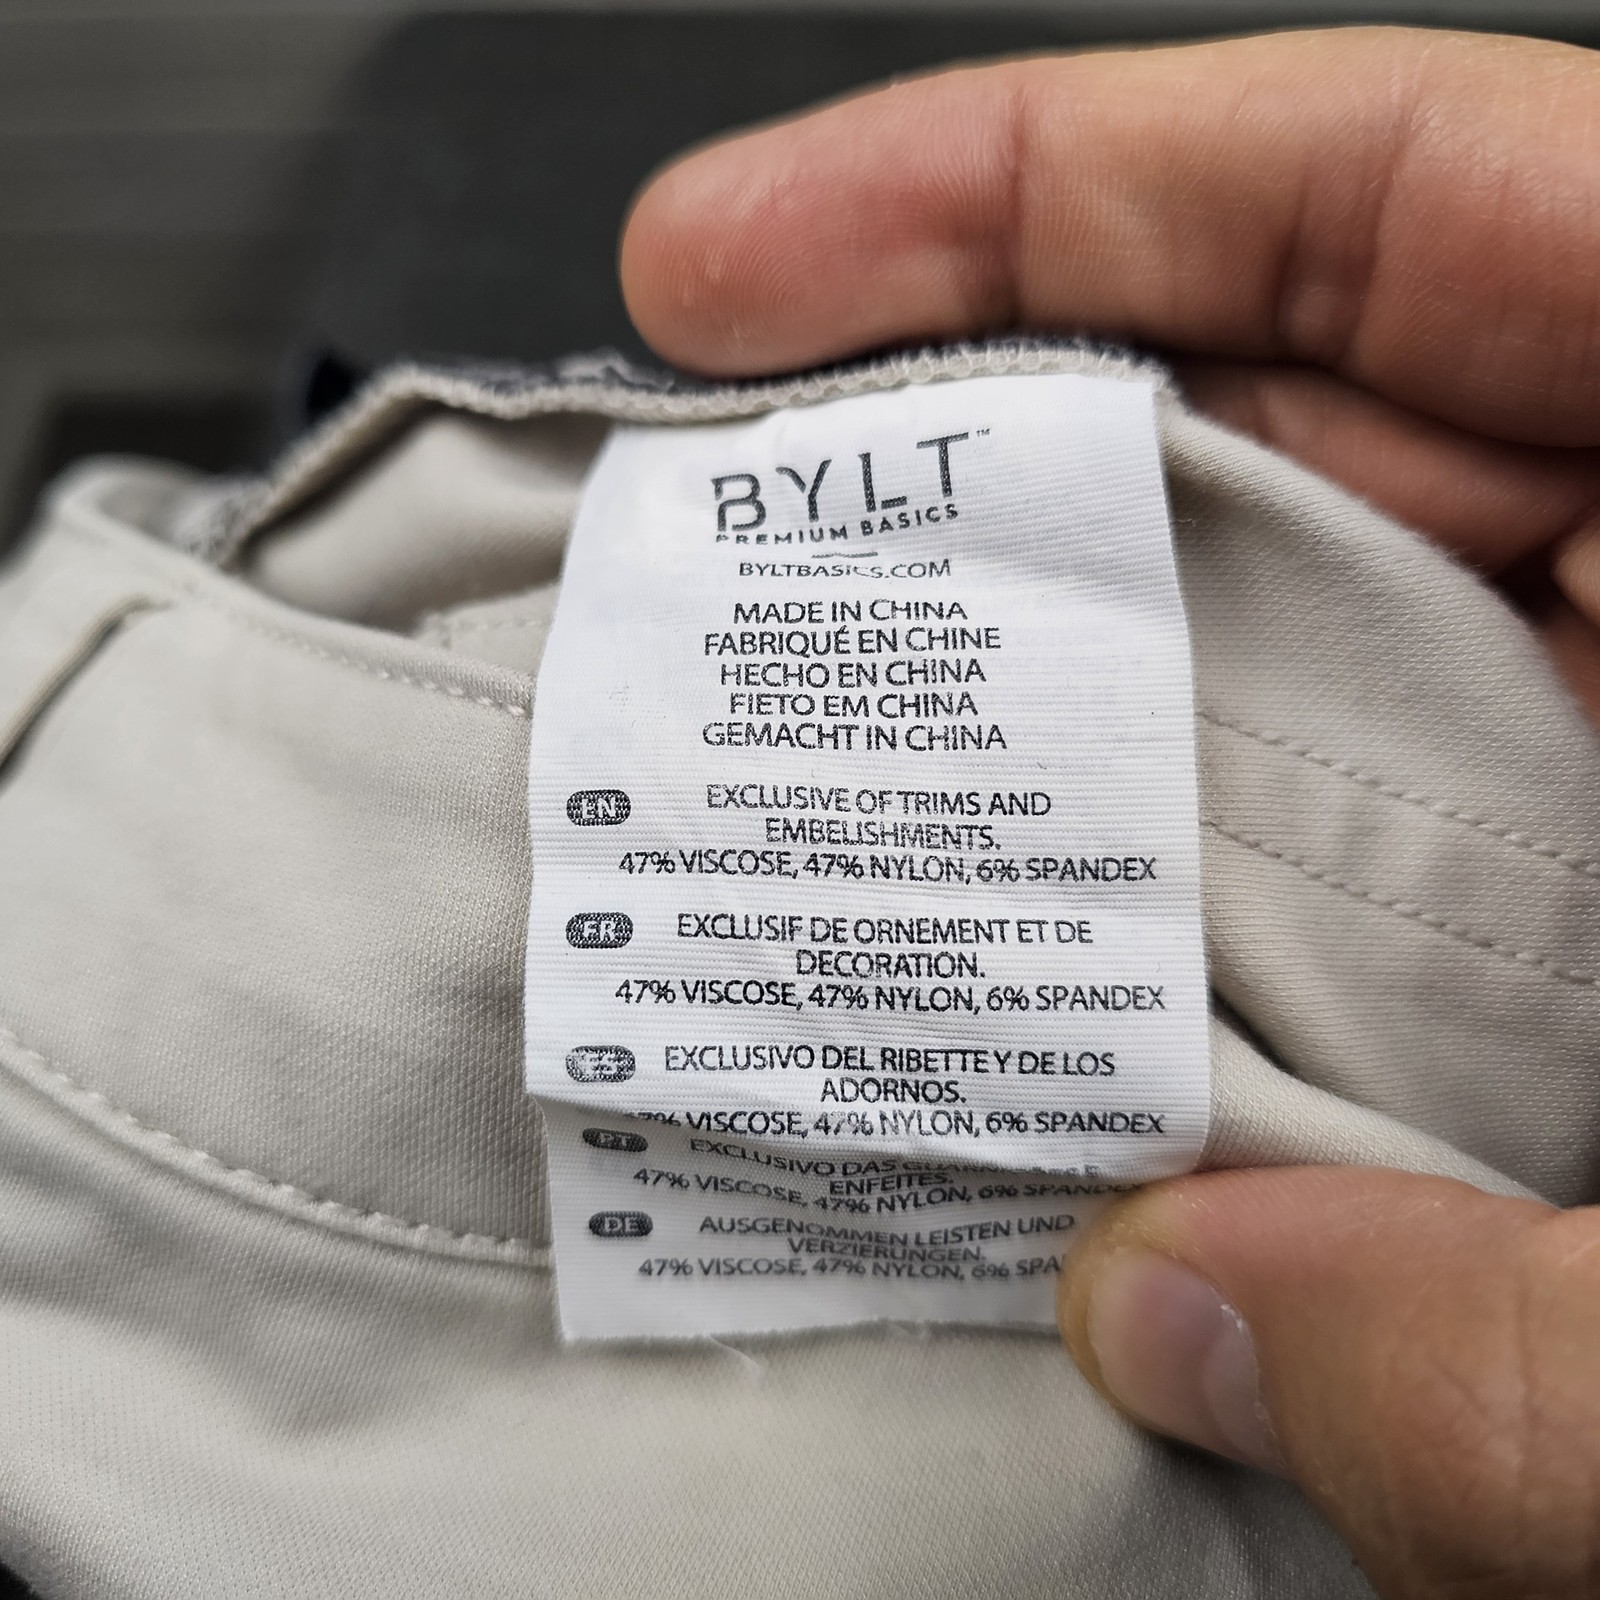 BYLT™
PREMIUM BASICS
BYLTBASICS.COM
MADE IN CHINA
FABRIQUÉ EN CHINE
HECHO EN CHINA
FIETO EM CHINA
GEMACHT IN CHINA
EN EXCLUSIVE OF TRIMS AND
EMBELISHMENTS.
47% VISCOSE, 47% NYLON, 6% SPANDEX
FR EXCLUSIF DE ORNEMENT ET DE
DECORATION.
47% VISCOSE, 47% NYLON, 6% SPANDEX
ES EXCLUSIVO DEL RIBETTE Y DE LOS
ADORNOS.
VISCOSE, 47% NYLON, 6% SPANDEX
PT EXCLUSIVO DAS E
ENFEITES.
47% VISCOSE, 47% NYLON, 6% SPANDEX
DE AUSGENOMMEN LEISTEN UND
VERZIERUNGEN.
47% VISCOSE, 47% NYLON, 6% SPA